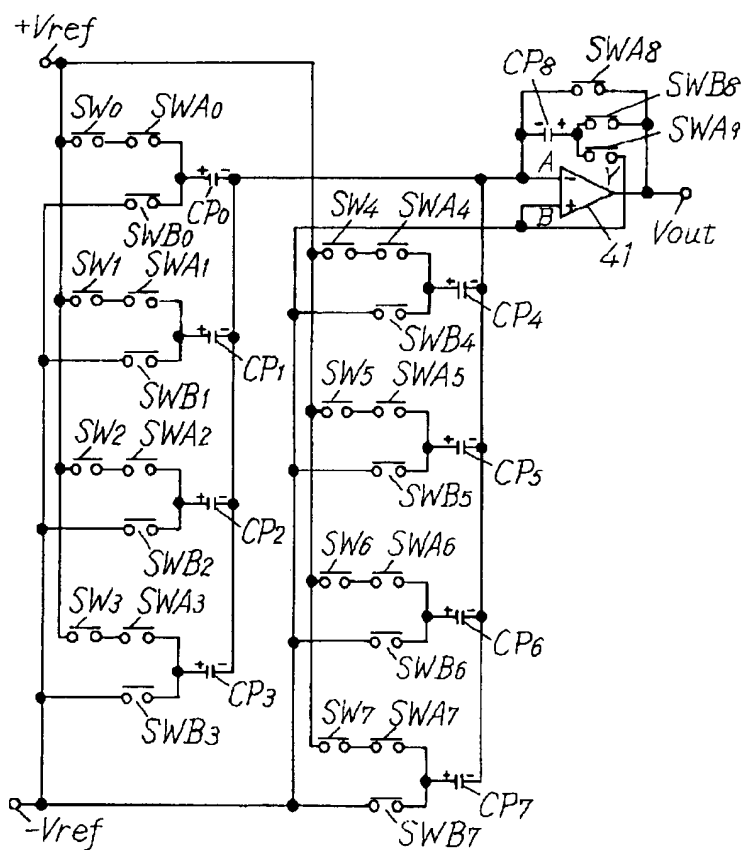 +Vref
SWA8
CP8
SWB8
SWA9
SW0 SWA0
- +
A
Y
-
+ -
CP0
B
+
Vout
SWB0
41
SW4 SWA4
SW1 SWA1
+ -
CP4
SWB4
+ -
CP1
SWB1
SW5 SWA5
SW2 SWA2
+ -
CP5
SWB5
+ -
CP2
SWB2
SW6 SWA6
SW3 SWA3
+ -
CP6
SWB6
+ -
CP3
SWB3
SW7 SWA7
+ -
CP7
-Vref
SWB7